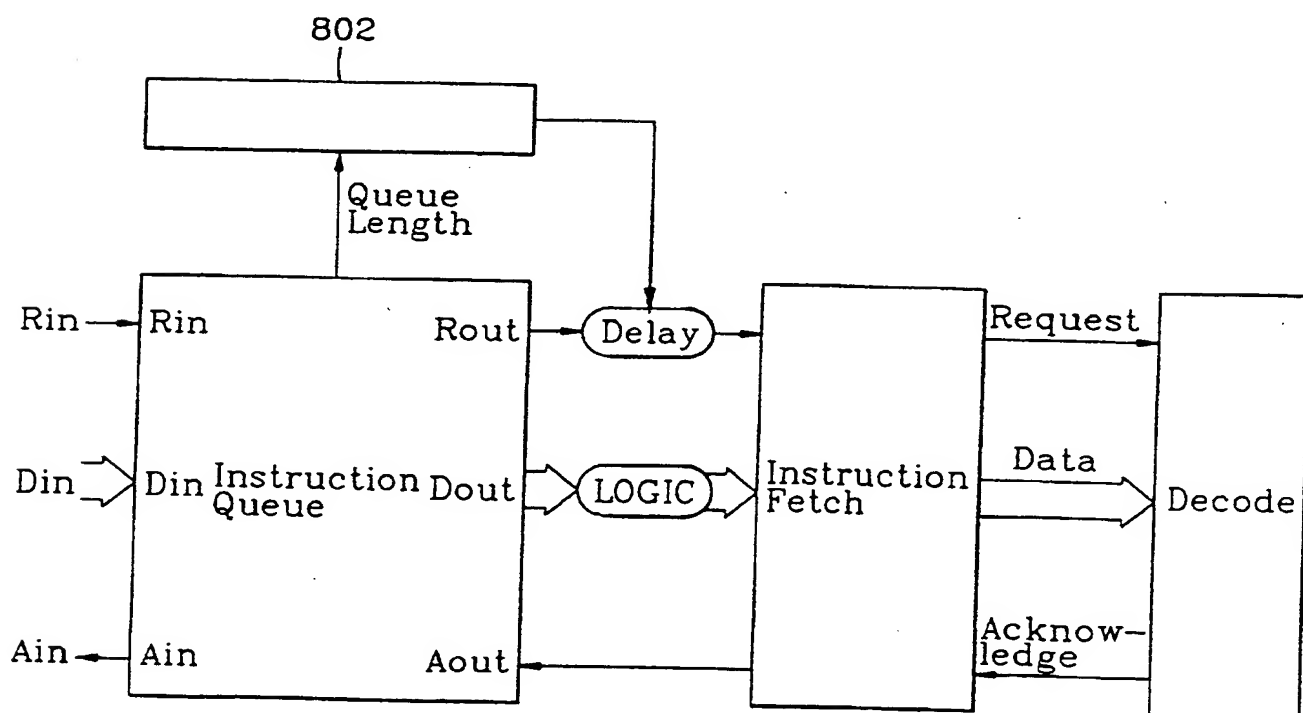 802
Queue
Length
Rin
Rin
Rout
Delay
Request
Din
Din
Instruction
Queue
Dout
LOGIC
Instruction
Fetch
Data
Decode
Ain
Ain
Aout
Acknow-
ledge